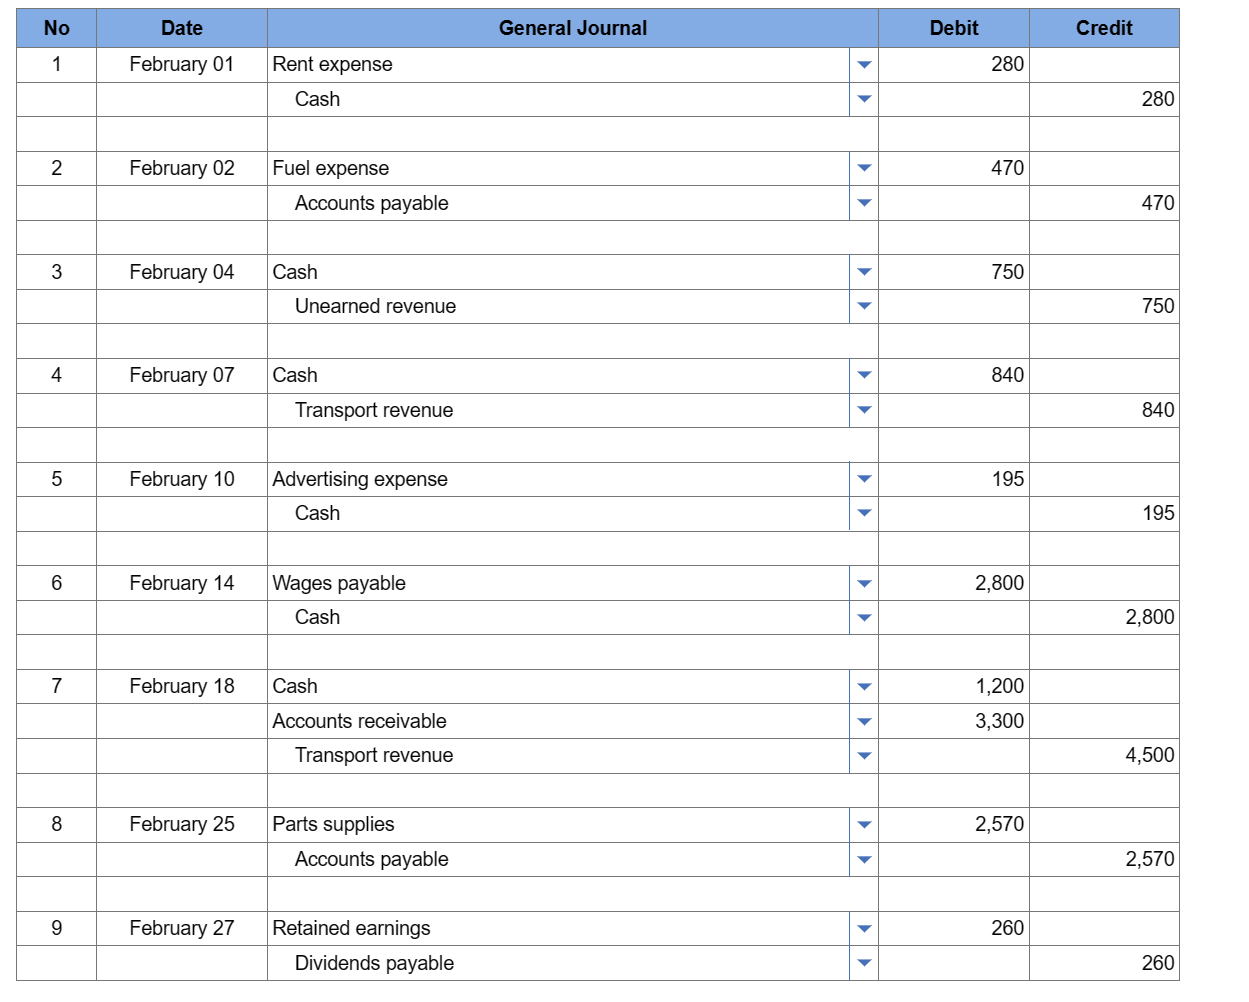 No Date General Journal Debit Credit
1 February 01 Rent expense 280
Cash 280
2 February 02 Fuel expense 470
Accounts payable 470
3 February 04 Cash 750
Unearned revenue 750
4 February 07 Cash 840
Transport revenue 840
5 February 10 Advertising expense 195
Cash 195
6 February 14 Wages payable 2,800
Cash 2,800
7 February 18 Cash 1,200
Accounts receivable 3,300
Transport revenue 4,500
8 February 25 Parts supplies 2,570
Accounts payable 2,570
9 February 27 Retained earnings 260
Dividends payable 260